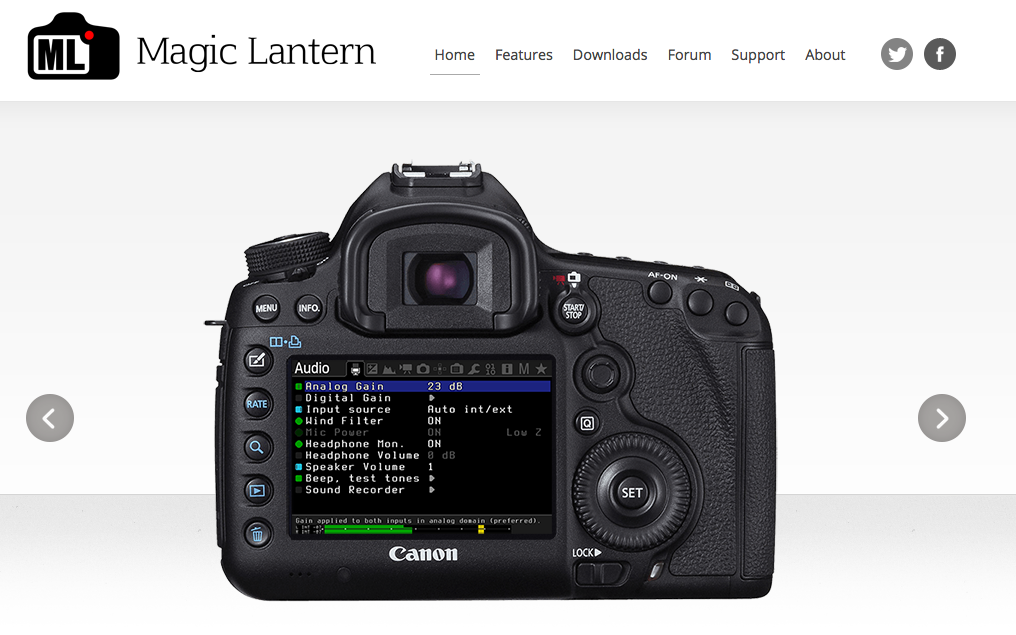 ML
Magic Lantern
Home Features Downloads Forum Support About
AF-ON
MENU INFO.
START/
STOP
RATE
Audio
M
Analog Gain 23 dB
Digital Gain
Input source Auto int/ext
Wind Filter ON
Mic Power ON Low Z
Headphone Mon. ON
Headphone Volume 0 dB
Speaker Volume 1
Beep, test tones
Sound Recorder
Gain applied to both inputs in analog domain (preferred).
Q
SET
LOCK
Canon